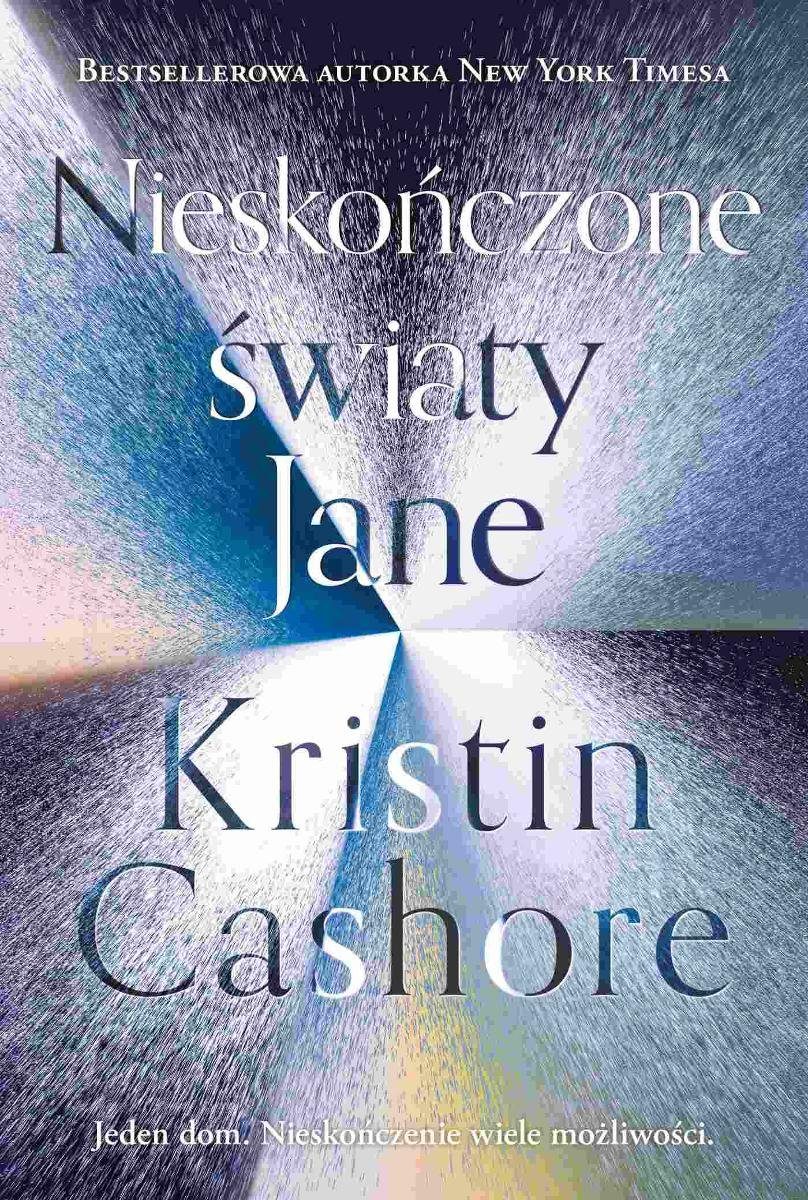 Bestsellerowa autorka New York Timesa
Nieskończone
światy
Jane
Kristin
Cashore
Jeden dom. Nieskończenie wiele możliwości.